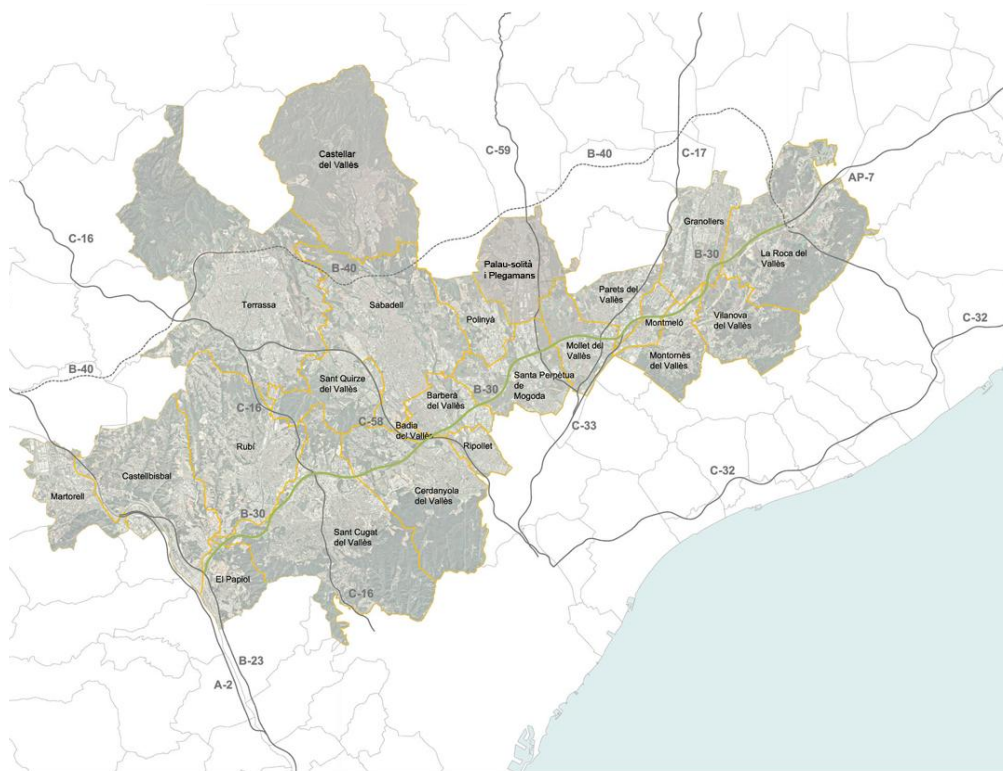 C-59
B-40
C-17
Castellar
del Vallès
AP-7
Granollers
C-16
B-30
La Roca del
Vallès
Palau-solità
i Plegamans
B-40
Parets del
Vallès
Terrassa
Sabadell
Polinyà
Montmeló
Vilanova
del Vallès
C-32
Mollet del
Vallès
Montornès
del Vallès
B-40
Sant Quirze
del Vallès
B-30
Santa Perpètua
de
Mogoda
Barberà
del Vallès
C-16
C-58
Badia
del Vallès
C-33
Ripollet
Rubí
C-32
Castellbisbal
Martorell
Cerdanyola
del Vallès
B-30
Sant Cugat
del Vallès
El Papiol
C-16
B-23
A-2